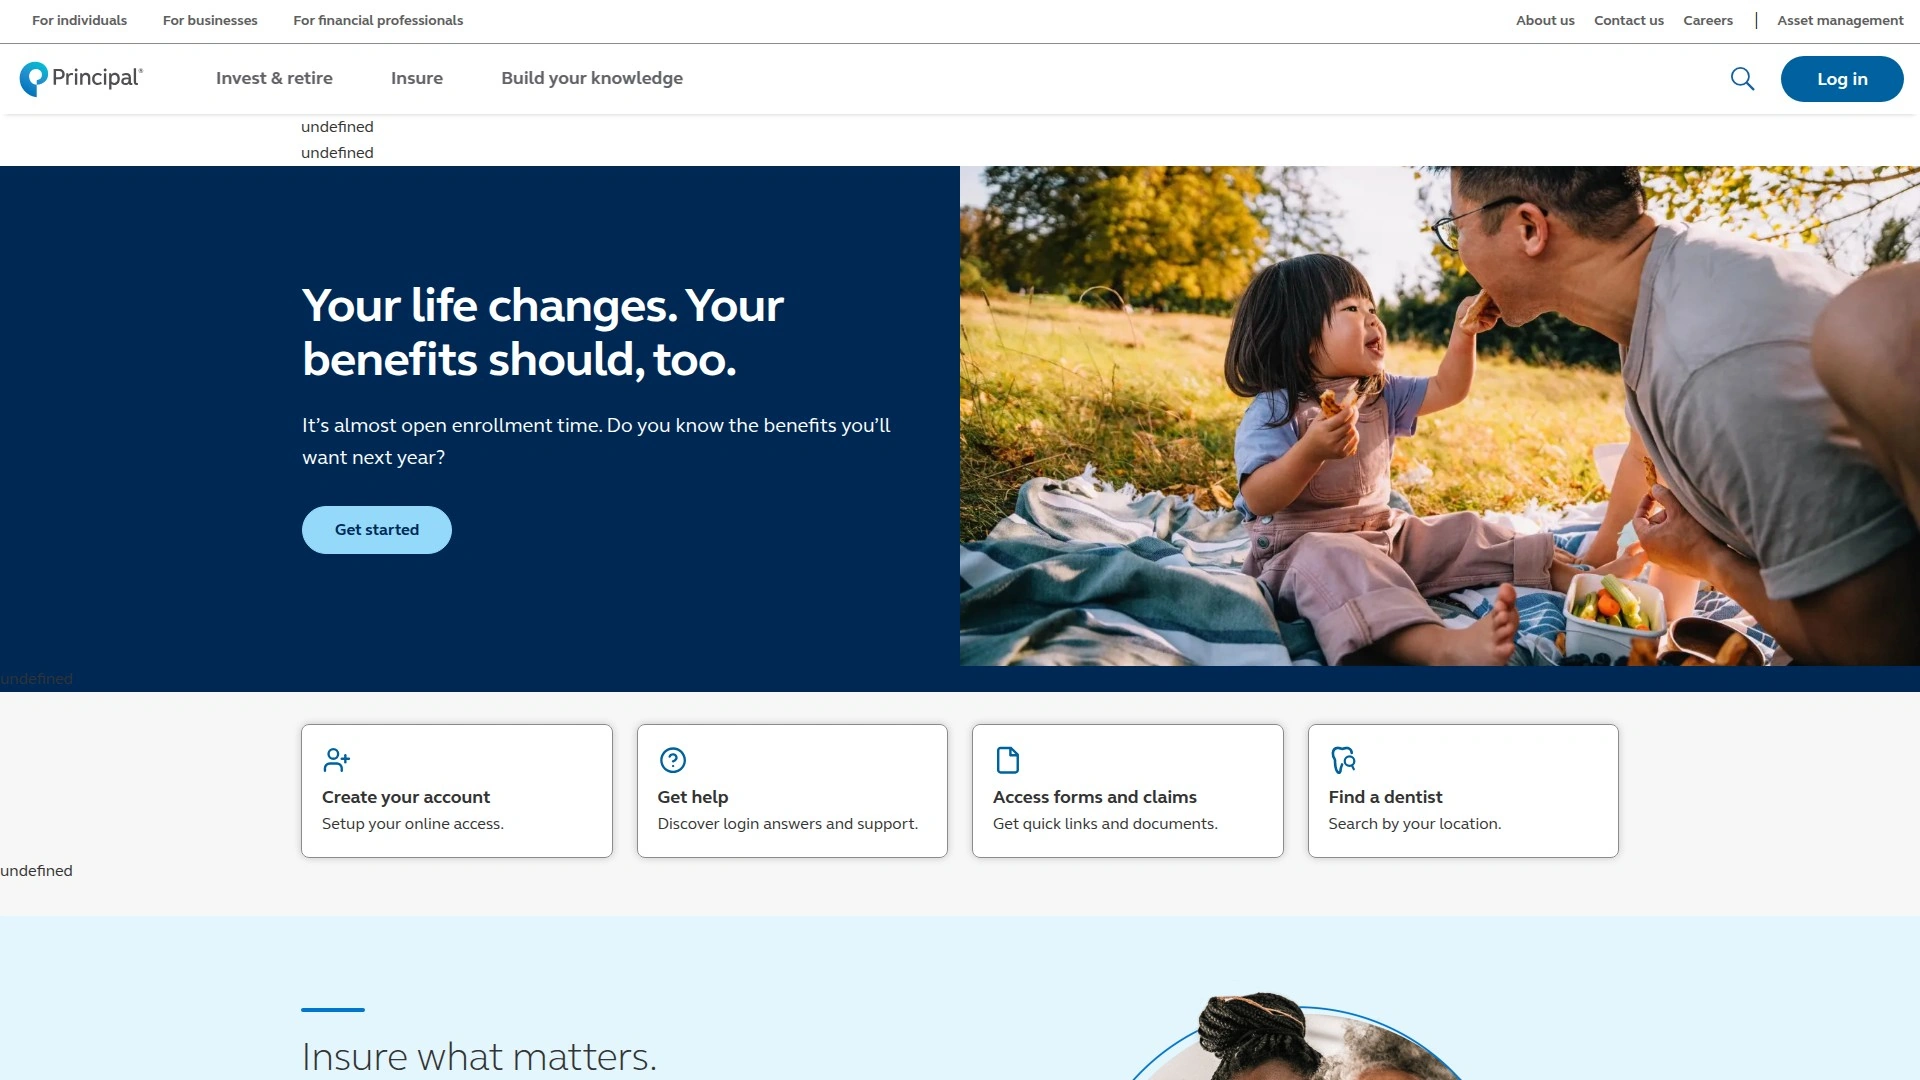 For individuals
For businesses
For financial professionals
About us
Contact us
Careers
Asset management
Principal®
Invest & retire
Insure
Build your knowledge
Log in
undefined
undefined
Your life changes. Your
benefits should, too.
It’s almost open enrollment time. Do you know the benefits you’ll
want next year?
Get started
undefined
Create your account
Setup your online access.
Get help
Discover login answers and support.
Access forms and claims
Get quick links and documents.
Find a dentist
Search by your location.
undefined
Insure what matters.